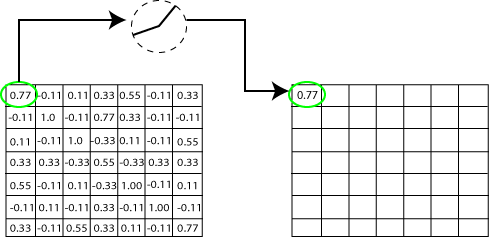 0.77 -0.11 0.11 0.33 0.55 -0.11 0.33 0.77
-0.11 1.0 -0.11 0.77 0.33 -0.11 -0.11
0.11 -0.11 1.0 -0.33 0.11 -0.11 0.55
0.33 0.33 -0.33 0.55 -0.33 0.33 0.33
0.55 -0.11 0.11 -0.33 1.00 -0.11 0.11
-0.11 0.11 -0.11 0.33 -0.11 1.00 -0.11
0.33 -0.11 0.55 0.33 0.11 -0.11 0.77